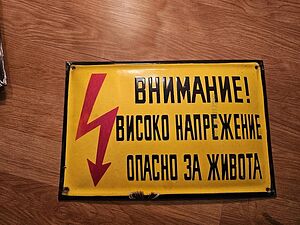 ВНИМАНИЕ!
ВИСОКО НАПРЕЖЕНИЕ
ОПАСНО ЗА ЖИВОТА